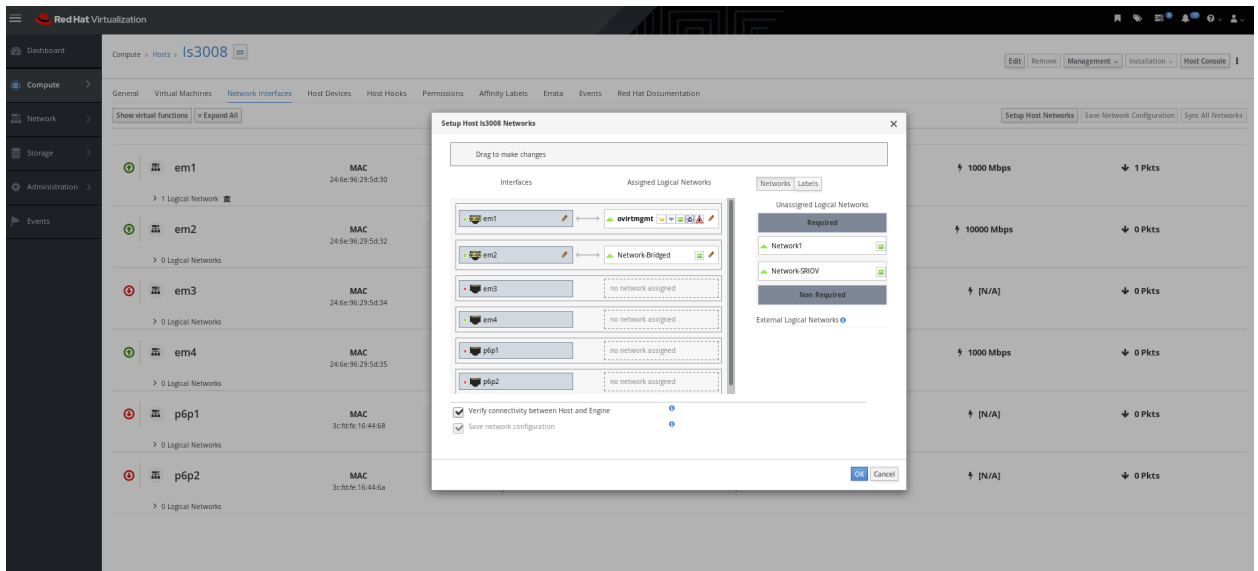 Red Hat Virtualization
Dashboard
Compute
Network
Storage
Administration
Events
Compute > Hosts > ls3008
Edit Remove Management Installation Host Console
General Virtual Machines Network Interfaces Host Devices Host Hooks Permissions Affinity Labels Errata Events Red Hat Documentation
Show virtual functions Expand All
Setup Host Networks Save Network Configuration Sync All Networks
em1 MAC 1000 Mbps 1 Pkts
24:6e:96:29:5d:30
> 1 Logical Network
em2 MAC 10000 Mbps 0 Pkts
24:6e:96:29:5d:32
> 0 Logical Networks
em3 MAC [N/A] 0 Pkts
24:6e:96:29:5d:34
> 0 Logical Networks
em4 MAC 1000 Mbps 0 Pkts
24:6e:96:29:5d:35
> 0 Logical Networks
p6p1 MAC [N/A] 0 Pkts
3c:fd:fe:16:44:68
> 0 Logical Networks
p6p2 MAC [N/A] 0 Pkts
3c:fd:fe:16:44:6a
> 0 Logical Networks
Setup Host ls3008 Networks
Drag to make changes
Interfaces Assigned Logical Networks
em1 ovirtmgmt
em2 Network-Bridged
em3 no network assigned
em4 no network assigned
p6p1 no network assigned
p6p2 no network assigned
Networks Labels
Unassigned Logical Networks
Required
Network1
Network-SRIOV
Non Required
External Logical Networks
Verify connectivity between Host and Engine
Save network configuration
OK Cancel